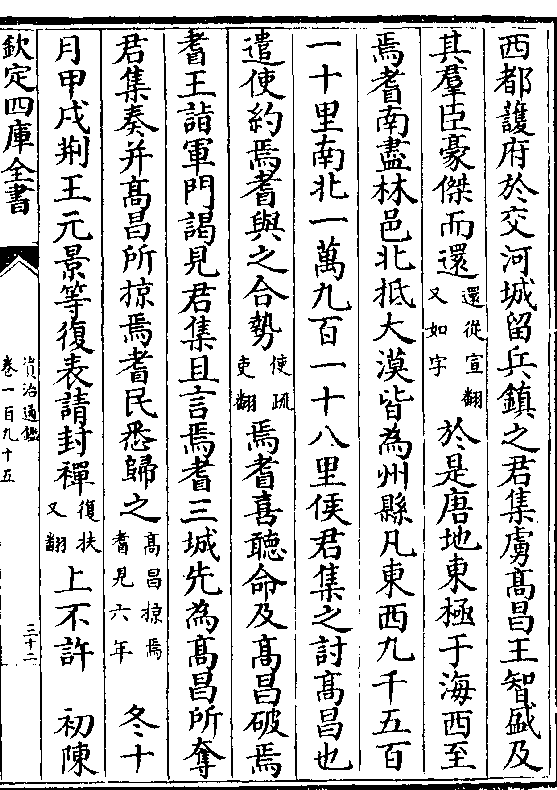 西都護府於交河城留兵鎮之君集虜髙昌王智盛及
其羣臣豪傑而還還從宣翻又如字於是唐地東極于海西至
焉耆南盡林邑北抵大漠皆為州縣凡東西九千五百
一十里南北一萬九百一十八里侯君集之討髙昌也
遣使約焉耆與之合勢使疏吏翻焉耆喜聽命及髙昌破焉
耆王詣軍門謁見君集且言焉耆三城先為髙昌所奪
君集奏并髙昌所掠焉耆民悉歸之髙昌掠焉耆見六年 冬十
月甲戌荆王元景等復表請封禪復扶又翻上不許 初陳
欽定四庫全書
資治通鑑
卷一百九十五
三十二